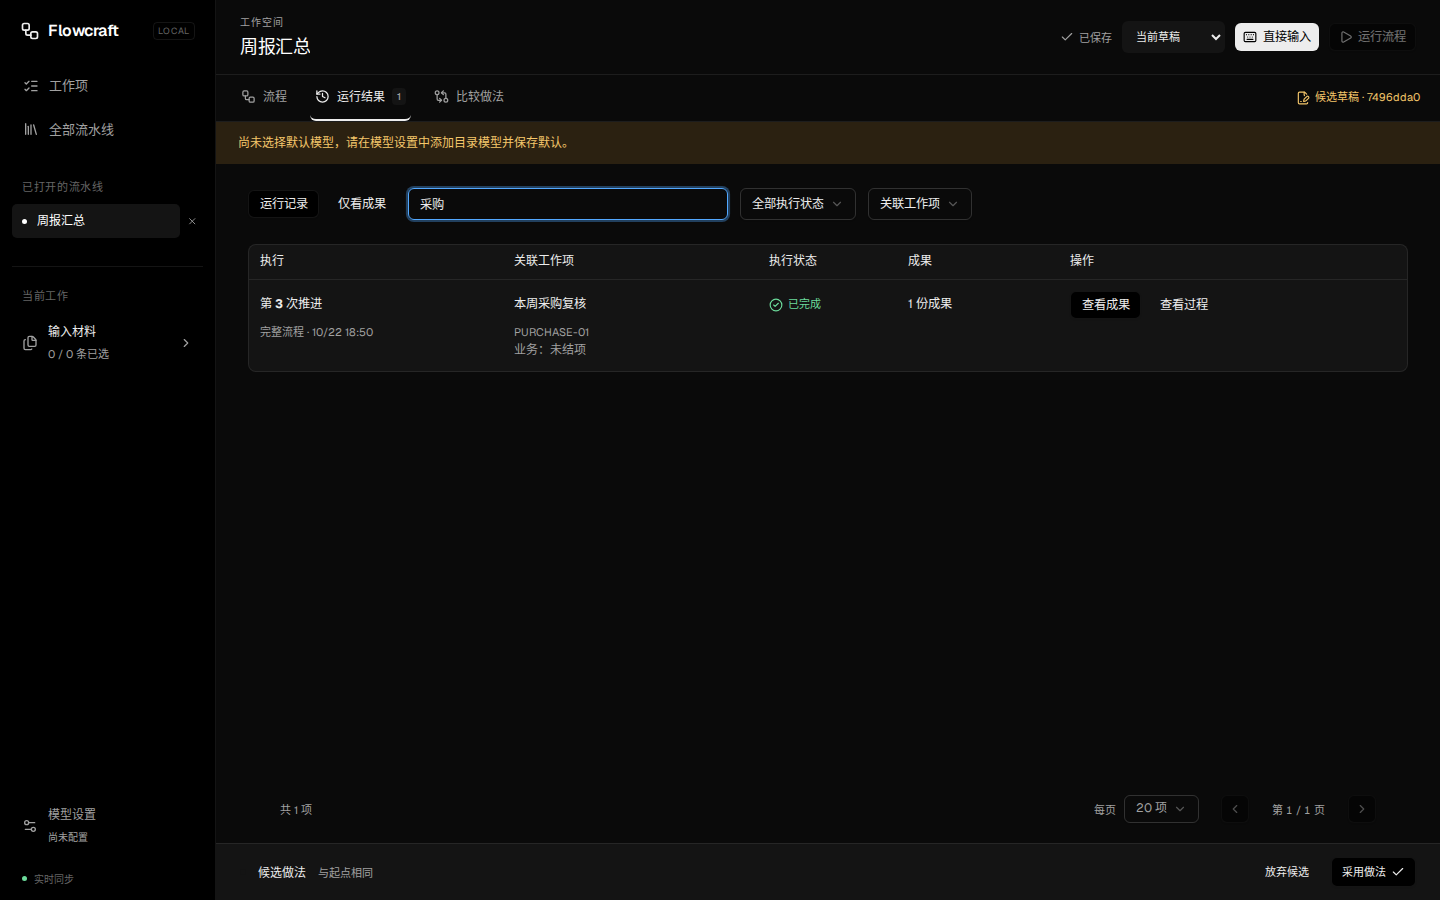 Flowcraft
LOCAL
工作项
全部流水线
已打开的流水线
周报汇总
当前工作
输入材料
0 / 0 条已选
模型设置
尚未配置
实时同步
工作空间
周报汇总
已保存
当前草稿
直接输入
运行流程
流程
运行结果 1
比较做法
候选草稿 · 7496dda0
尚未选择默认模型，请在模型设置中添加目录模型并保存默认。
运行记录
仅看成果
采购
全部执行状态
关联工作项
执行 关联工作项 执行状态 成果 操作
第 3 次推进 本周采购复核 已完成 1 份成果 查看成果 查看过程
完整流程 · 10/22 18:50 PURCHASE-01
业务：未结项
共 1 项
每页 20 项
第 1 / 1 页
候选做法 与起点相同
放弃候选
采用做法